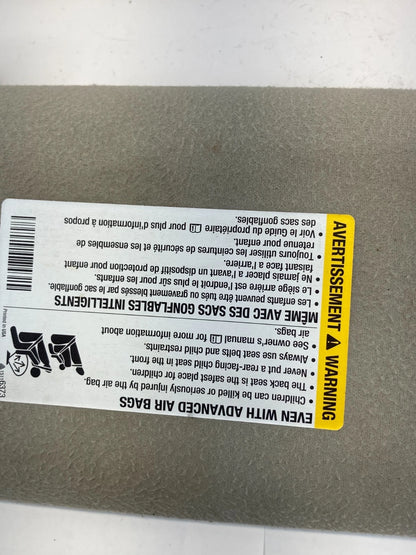 AVERTISSEMENT ⚠ WARNING
EVEN WITH ADVANCED AIR BAGS
• Children can be killed or seriously injured by the air bag.
• The back seat is the safest place for children.
• Never put a rear-facing child seat in the front.
• Always use seat belts and child restraints.
• See owner's manual for more information about
air bags.
MÊME AVEC DES SACS GONFLABLES INTELLIGENTS
• Les enfants peuvent être tués ou gravement blessés par le sac gonflable.
• Le siège arrière est l'endroit le plus sûr pour les enfants.
• Ne jamais placer à l'avant un dispositif de protection pour enfant
faisant face à l'arrière.
• Toujours utiliser les ceintures de sécurité et les ensembles de
retenue pour enfant.
• Voir le Guide du propriétaire pour plus d'information à propos
des sacs gonflables.
Printed in USA